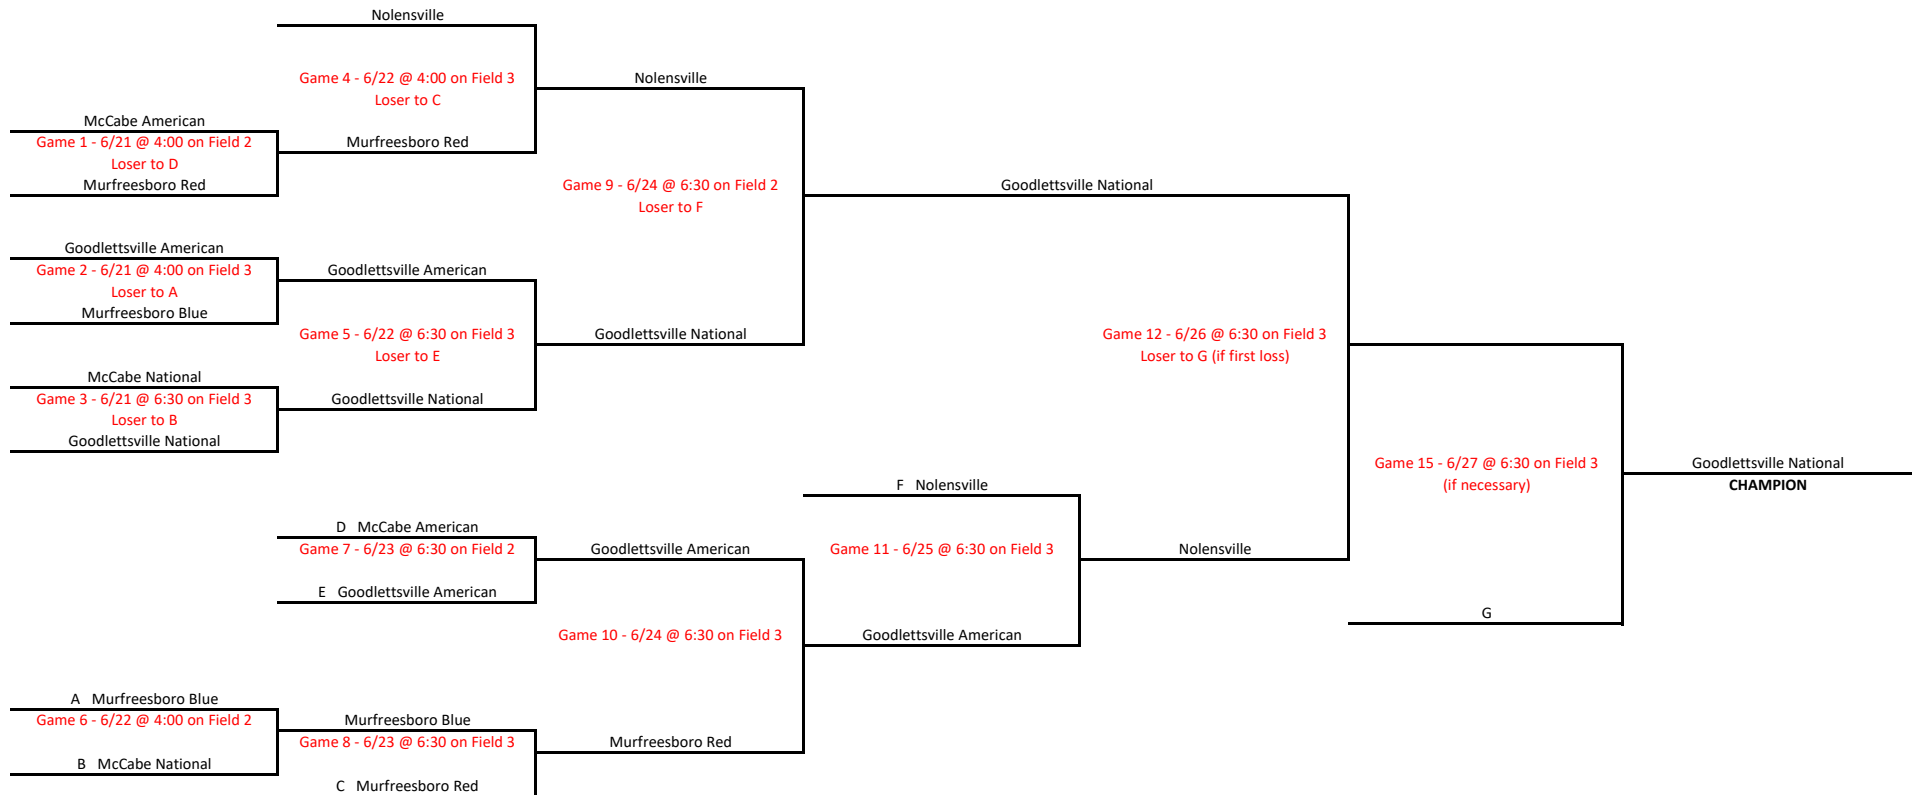 Nolensville
Game 4 - 6/22 @ 4:00 on Field 3
Loser to C
Nolensville
McCabe American
Game 1 - 6/21 @ 4:00 on Field 2
Loser to D
Murfreesboro Red
Murfreesboro Red
Game 9 - 6/24 @ 6:30 on Field 2
Loser to F
Goodlettsville National
Goodlettsville American
Game 2 - 6/21 @ 4:00 on Field 3
Loser to A
Murfreesboro Blue
Goodlettsville American
Game 5 - 6/22 @ 6:30 on Field 3
Loser to E
Goodlettsville National
Game 12 - 6/26 @ 6:30 on Field 3
Loser to G (if first loss)
McCabe National
Game 3 - 6/21 @ 6:30 on Field 3
Loser to B
Goodlettsville National
Goodlettsville National
Game 15 - 6/27 @ 6:30 on Field 3
(if necessary)
Goodlettsville National
CHAMPION
F Nolensville
D McCabe American
Game 7 - 6/23 @ 6:30 on Field 2
E Goodlettsville American
Goodlettsville American
Game 11 - 6/25 @ 6:30 on Field 3
Nolensville
G
Game 10 - 6/24 @ 6:30 on Field 3
Goodlettsville American
A Murfreesboro Blue
Game 6 - 6/22 @ 4:00 on Field 2
B McCabe National
Murfreesboro Blue
Game 8 - 6/23 @ 6:30 on Field 3
C Murfreesboro Red
Murfreesboro Red